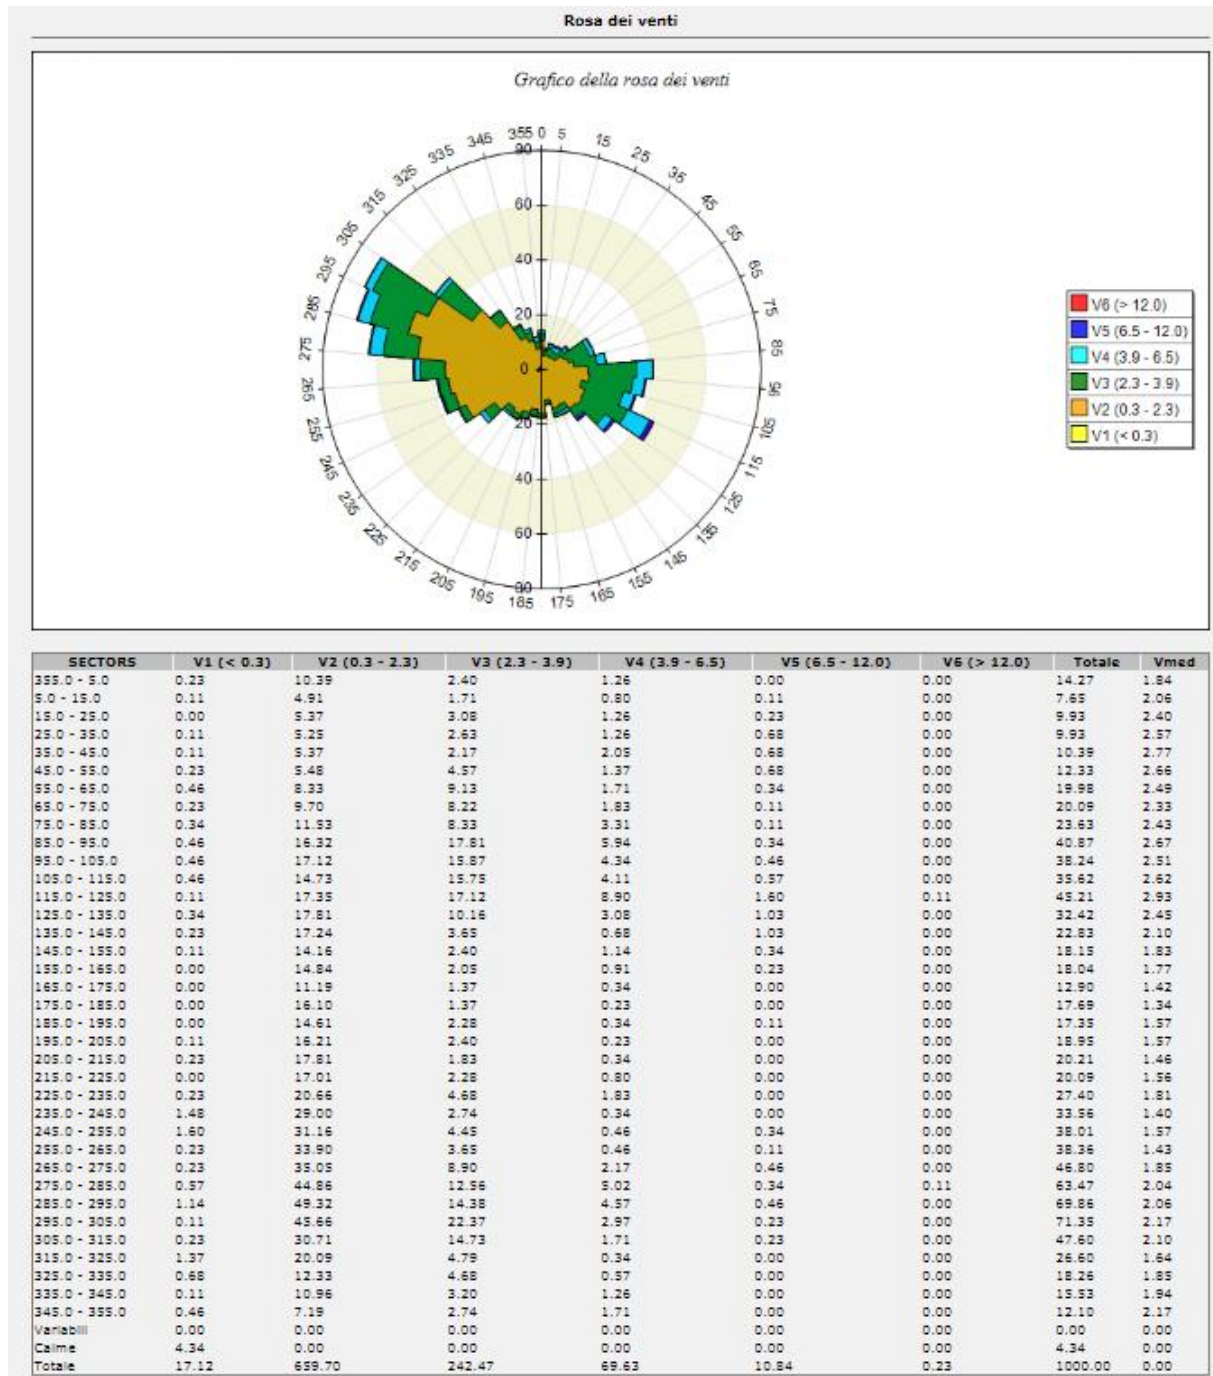 Rosa dei venti
Grafico della rosa dei venti
355 0 5 15 25 35 45 55 65 75 85 95 105 115 125 135 145 155 165 175 185 195 205 215 225 235 245 255 265 275 285 295 305 315 325 335 345
80
60
40
20
0
20
40
60
80
V6 (> 12.0)
V5 (6.5 - 12.0)
V4 (3.9 - 6.5)
V3 (2.3 - 3.9)
V2 (0.3 - 2.3)
V1 (< 0.3)
SECTORS V1 (< 0.3) V2 (0.3 - 2.3) V3 (2.3 - 3.9) V4 (3.9 - 6.5) V5 (6.5 - 12.0) V6 (> 12.0) Totale Vmed
355.0 - 5.0 0.23 10.39 2.40 1.26 0.00 0.00 14.27 1.84
5.0 - 15.0 0.11 4.91 1.71 0.80 0.11 0.00 7.65 2.06
15.0 - 25.0 0.00 5.37 3.08 1.26 0.23 0.00 9.93 2.40
25.0 - 35.0 0.11 5.25 2.63 1.26 0.68 0.00 9.93 2.57
35.0 - 45.0 0.11 5.37 2.17 2.05 0.68 0.00 10.39 2.77
45.0 - 55.0 0.23 5.48 4.57 1.37 0.68 0.00 12.33 2.66
55.0 - 65.0 0.46 8.33 9.13 1.71 0.34 0.00 19.98 2.49
65.0 - 75.0 0.23 9.70 8.22 1.83 0.11 0.00 20.09 2.33
75.0 - 85.0 0.34 11.53 8.33 3.31 0.11 0.00 23.63 2.43
85.0 - 95.0 0.46 16.32 17.81 5.94 0.34 0.00 40.87 2.67
95.0 - 105.0 0.46 17.12 15.87 4.34 0.46 0.00 38.24 2.51
105.0 - 115.0 0.46 14.73 15.75 4.11 0.57 0.00 35.62 2.62
115.0 - 125.0 0.11 17.35 17.12 8.90 1.60 0.11 45.21 2.93
125.0 - 135.0 0.34 17.81 10.16 3.08 1.03 0.00 32.42 2.45
135.0 - 145.0 0.23 17.24 3.65 0.68 1.03 0.00 22.83 2.10
145.0 - 155.0 0.11 14.16 2.40 1.14 0.34 0.00 18.15 1.83
155.0 - 165.0 0.00 14.84 2.05 0.91 0.23 0.00 18.04 1.77
165.0 - 175.0 0.00 11.19 1.37 0.34 0.00 0.00 12.90 1.42
175.0 - 185.0 0.00 16.10 1.37 0.23 0.00 0.00 17.69 1.34
185.0 - 195.0 0.00 14.61 2.28 0.34 0.11 0.00 17.35 1.57
195.0 - 205.0 0.11 16.21 2.40 0.23 0.00 0.00 18.95 1.57
205.0 - 215.0 0.23 17.81 1.83 0.34 0.00 0.00 20.21 1.46
215.0 - 225.0 0.00 17.01 2.28 0.80 0.00 0.00 20.09 1.56
225.0 - 235.0 0.23 20.66 4.68 1.83 0.00 0.00 27.40 1.81
235.0 - 245.0 1.48 29.00 2.74 0.34 0.00 0.00 33.56 1.40
245.0 - 255.0 1.60 31.16 4.45 0.46 0.34 0.00 38.01 1.57
255.0 - 265.0 0.23 33.90 3.65 0.46 0.11 0.00 38.36 1.43
265.0 - 275.0 0.23 35.05 8.90 2.17 0.46 0.00 46.80 1.85
275.0 - 285.0 0.57 44.86 12.56 5.02 0.34 0.11 63.47 2.04
285.0 - 295.0 1.14 49.32 14.38 4.57 0.46 0.00 69.86 2.06
295.0 - 305.0 0.11 45.66 22.37 2.97 0.23 0.00 71.35 2.17
305.0 - 315.0 0.23 30.71 14.73 1.71 0.23 0.00 47.60 2.10
315.0 - 325.0 1.37 20.09 4.79 0.34 0.00 0.00 26.60 1.64
325.0 - 335.0 0.68 12.33 4.68 0.57 0.00 0.00 18.26 1.85
335.0 - 345.0 0.11 10.96 3.20 1.26 0.00 0.00 15.53 1.94
345.0 - 355.0 0.46 7.19 2.74 1.71 0.00 0.00 12.10 2.17
Variabili 0.00 0.00 0.00 0.00 0.00 0.00 0.00 0.00
Calme 4.34 0.00 0.00 0.00 0.00 0.00 4.34 0.00
Totale 17.12 659.70 242.47 69.63 10.84 0.23 1000.00 0.00